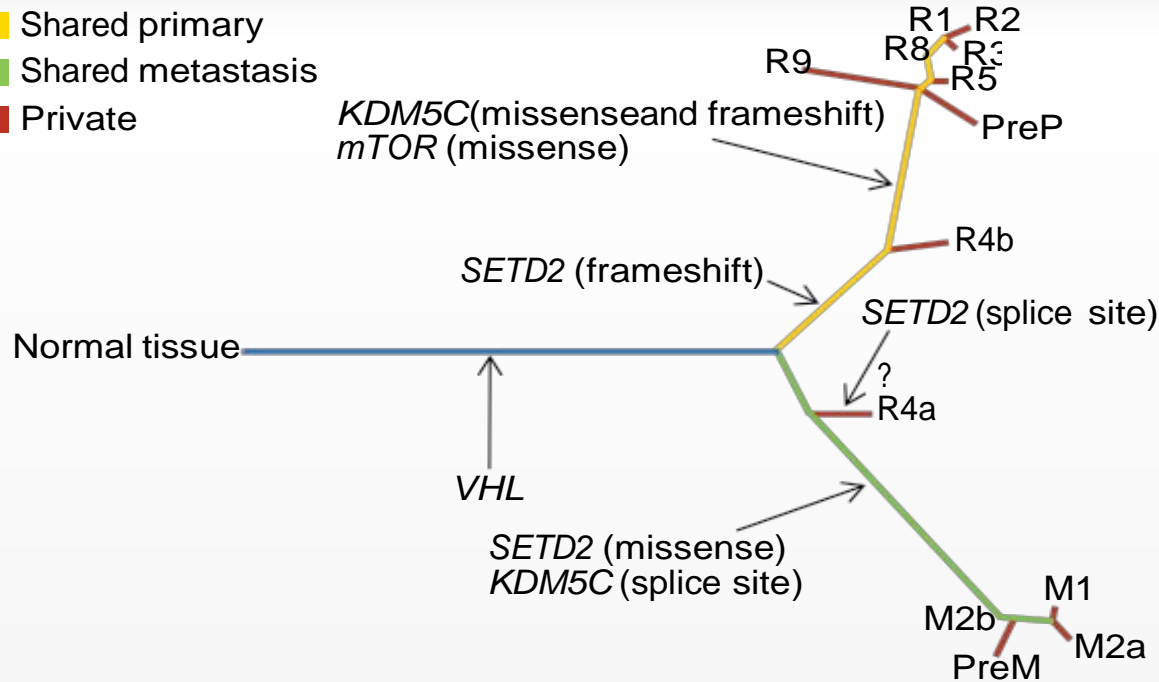 Shared primary
Shared metastasis
Private
R1
R2
R8
R3
R9
R5
KDM5C(missenseand frameshift)
mTOR (missense)
PreP
R4b
SETD2 (frameshift)
SETD2 (splice site)
Normal tissue
?
R4a
VHL
SETD2 (missense)
KDM5C (splice site)
M1
M2b
M2a
PreM